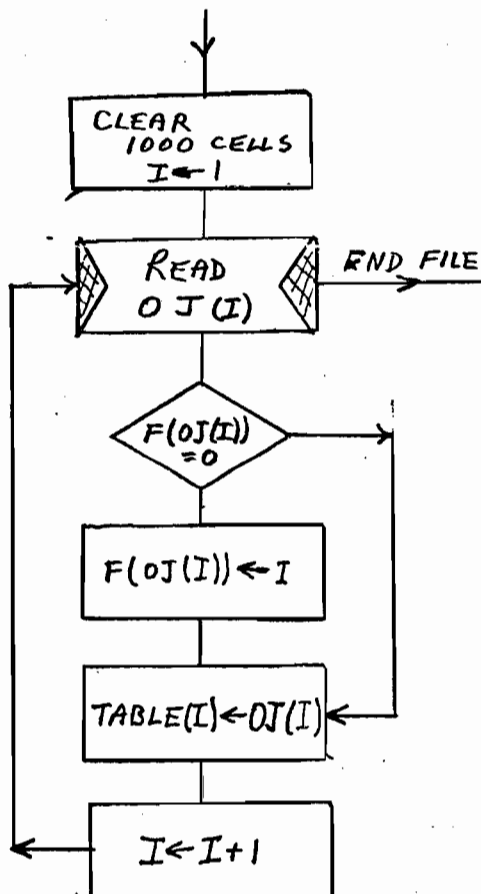 CLEAR
1000 CELLS
I←1
READ
OJ(I)
END FILE
F(OJ(I))
=0
F(OJ(I))←I
TABLE(I)←OJ(I)
I←I+1